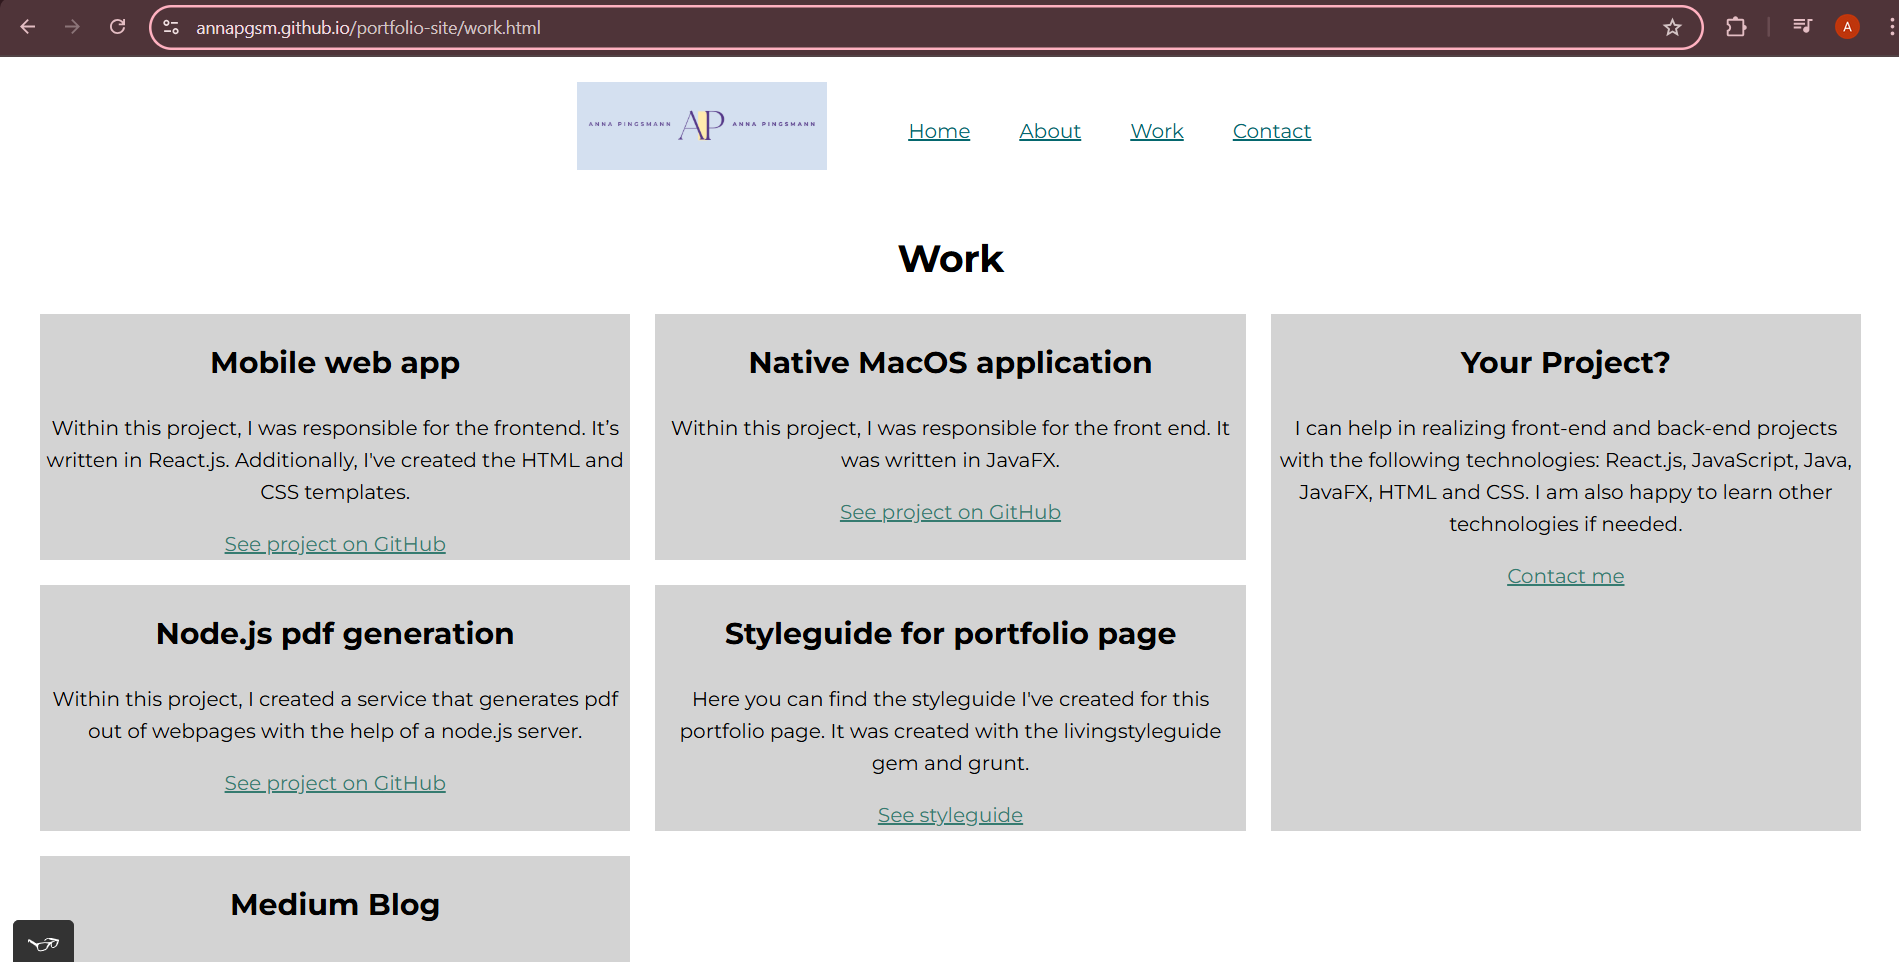 annapgsm.github.io/portfolio-site/work.html
A
ANNA PINGSMANN AP ANNA PINGSMANN
Home About Work Contact
Work
Mobile web app
Within this project, I was responsible for the frontend. It’s
written in React.js. Additionally, I've created the HTML and
CSS templates.
See project on GitHub
Native MacOS application
Within this project, I was responsible for the front end. It
was written in JavaFX.
See project on GitHub
Your Project?
I can help in realizing front-end and back-end projects
with the following technologies: React.js, JavaScript, Java,
JavaFX, HTML and CSS. I am also happy to learn other
technologies if needed.
Contact me
Node.js pdf generation
Within this project, I created a service that generates pdf
out of webpages with the help of a node.js server.
See project on GitHub
Styleguide for portfolio page
Here you can find the styleguide I've created for this
portfolio page. It was created with the livingstyleguide
gem and grunt.
See styleguide
Medium Blog